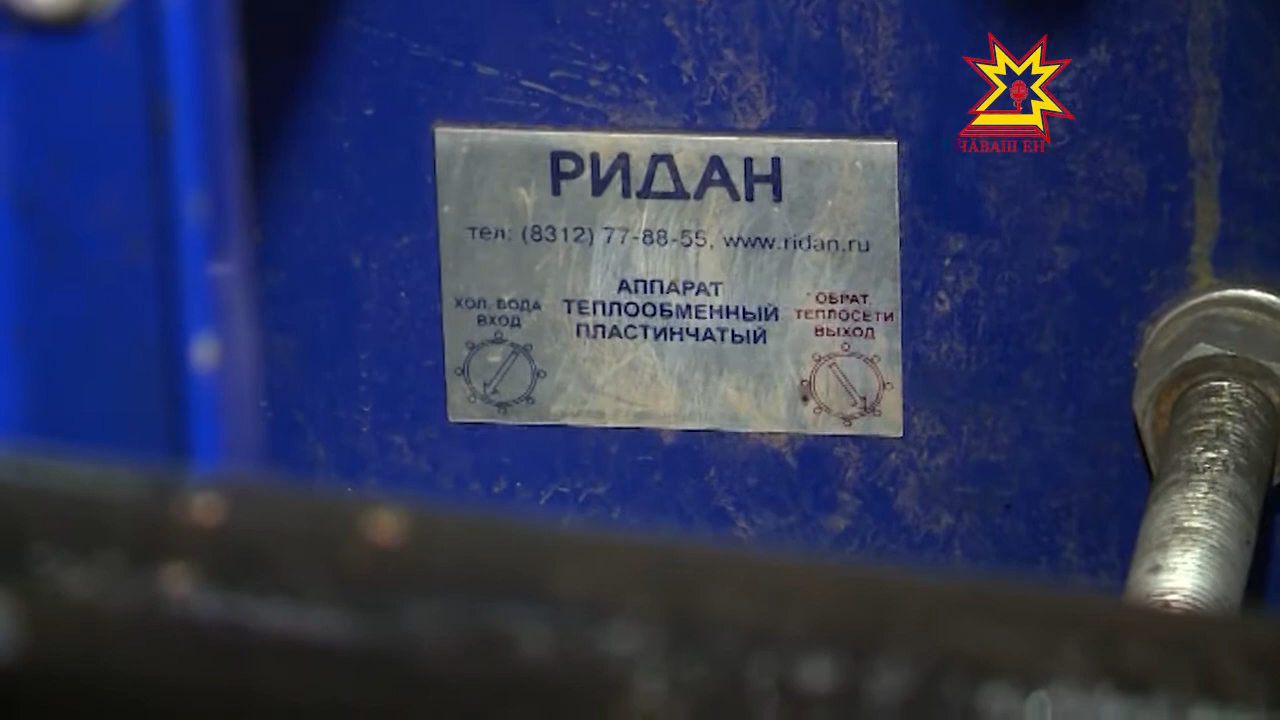 РИДАН
тел: (8312) 77-88-55, www.ridan.ru
АППАРАТ
ТЕПЛООБМЕННЫЙ
ПЛАСТИНЧАТЫЙ
ХОЛ. ВОДА
ВХОД
ОБРАТ.
ТЕПЛОСЕТИ
ВЫХОД
ЧĂВАШ ЕН